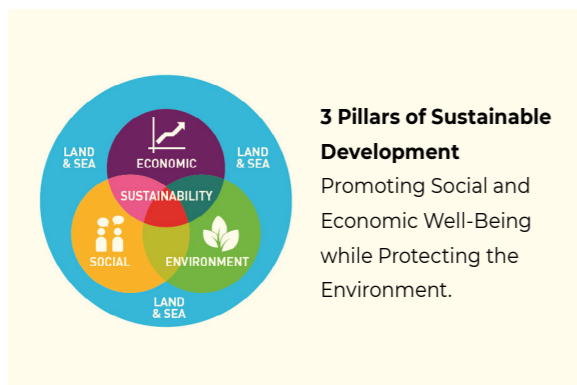 LAND
& SEA
LAND
& SEA
ECONOMIC
SUSTAINABILITY
SOCIAL
ENVIRONMENT
LAND
& SEA
3 Pillars of Sustainable
Development
Promoting Social and
Economic Well-Being
while Protecting the
Environment.